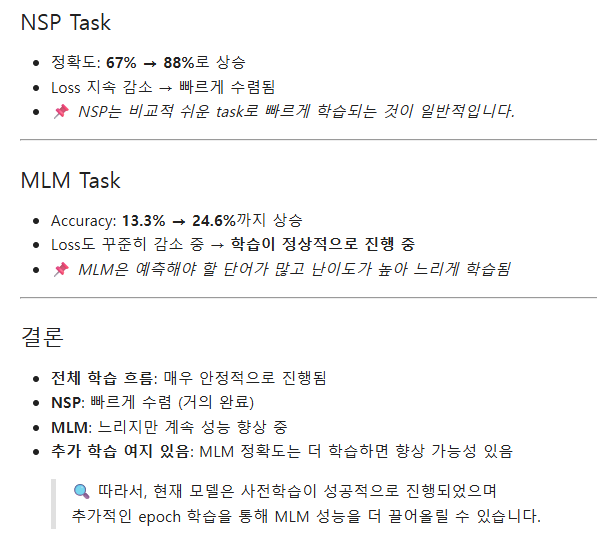 NSP Task
• 정확도: 67% → 88%로 상승
• Loss 지속 감소 → 빠르게 수렴됨
• 📌 NSP는 비교적 쉬운 task로 빠르게 학습되는 것이 일반적입니다.
MLM Task
• Accuracy: 13.3% → 24.6%까지 상승
• Loss도 꾸준히 감소 중 → 학습이 정상적으로 진행 중
• 📌 MLM은 예측해야 할 단어가 많고 난이도가 높아 느리게 학습됨
결론
• 전체 학습 흐름: 매우 안정적으로 진행됨
• NSP: 빠르게 수렴 (거의 완료)
• MLM: 느리지만 계속 성능 향상 중
• 추가 학습 여지 있음: MLM 정확도는 더 학습하면 향상 가능성 있음
🔍 따라서, 현재 모델은 사전학습이 성공적으로 진행되었으며
추가적인 epoch 학습을 통해 MLM 성능을 더 끌어올릴 수 있습니다.